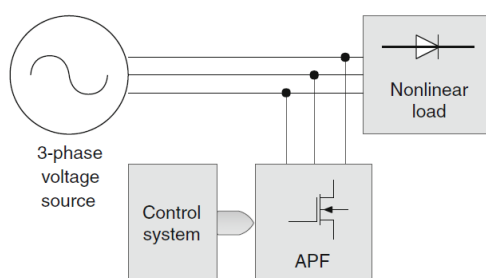 Nonlinear
load
3-phase
voltage
source
Control
system
APF